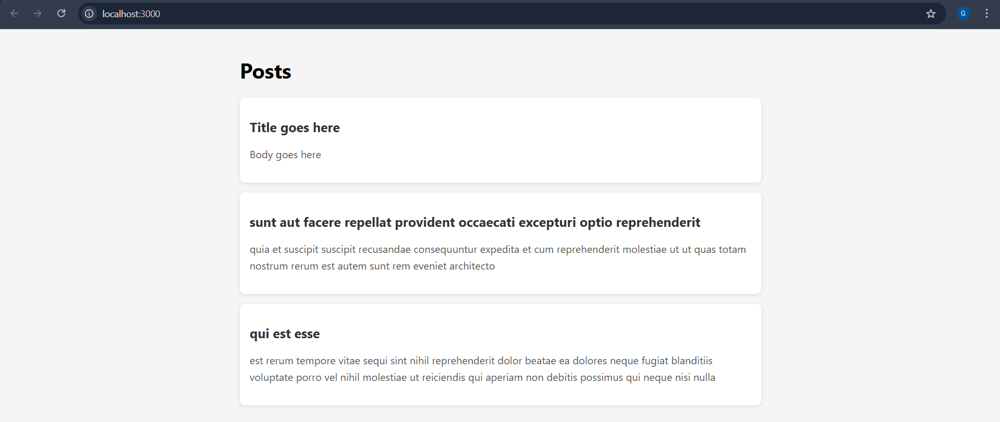 localhost:3000
G
Posts
Title goes here
Body goes here
sunt aut facere repellat provident occaecati excepturi optio reprehenderit
quia et suscipit suscipit recusandae consequuntur expedita et cum reprehenderit molestiae ut ut quas totam
nostrum rerum est autem sunt rem eveniet architecto
qui est esse
est rerum tempore vitae sequi sint nihil reprehenderit dolor beatae ea dolores neque fugiat blanditiis
voluptate porro vel nihil molestiae ut reiciendis qui aperiam non debitis possimus qui neque nisi nulla